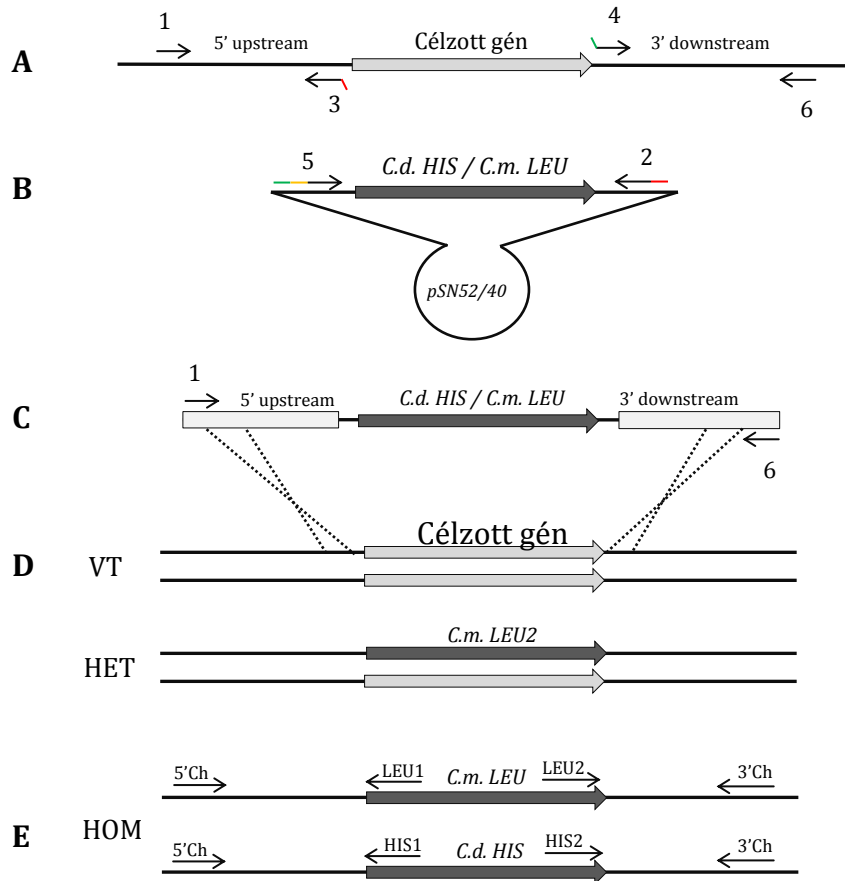 1
4
5’ upstream
Célzott gén
3’ downstream
A
3
6
5
C.d. HIS / C.m. LEU
2
B
pSN52/40
1
5’ upstream
C.d. HIS / C.m. LEU
3’ downstream
C
6
Célzott gén
D
VT
C.m. LEU2
HET
5’Ch
LEU1
C.m. LEU
LEU2
3’Ch
E
HOM
5’Ch
HIS1
C.d. HIS
HIS2
3’Ch